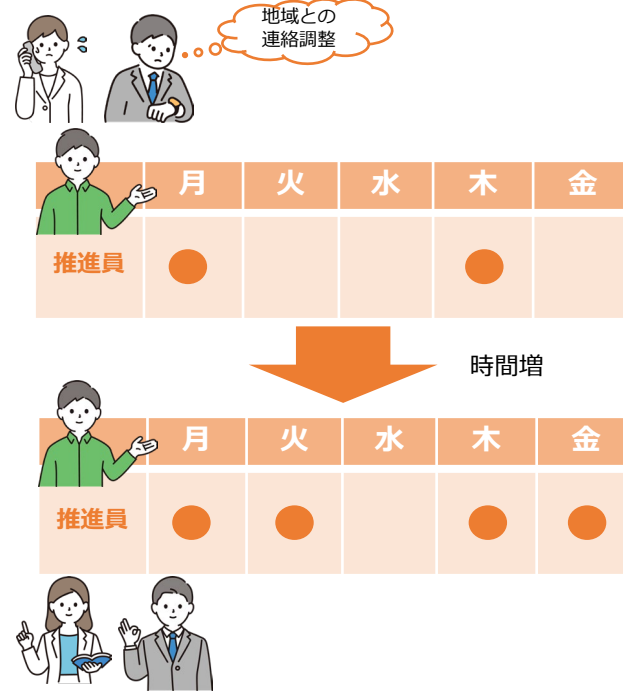 地域との
連絡調整
月 火 水 木 金
推進員
時間増
月 火 水 木 金
推進員